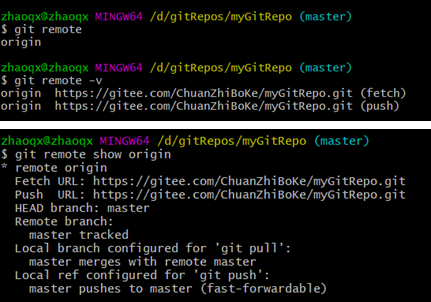 zhaoqx@zhaoqx MINGW64 /d/gitRepos/myGitRepo (master)
$ git remote
origin
zhaoqx@zhaoqx MINGW64 /d/gitRepos/myGitRepo (master)
$ git remote -v
origin  https://gitee.com/ChuanZhiBoKe/myGitRepo.git (fetch)
origin  https://gitee.com/ChuanZhiBoKe/myGitRepo.git (push)
zhaoqx@zhaoqx MINGW64 /d/gitRepos/myGitRepo (master)
$ git remote show origin
* remote origin
  Fetch URL: https://gitee.com/ChuanZhiBoKe/myGitRepo.git
  Push  URL: https://gitee.com/ChuanZhiBoKe/myGitRepo.git
  HEAD branch: master
  Remote branch:
    master tracked
  Local branch configured for 'git pull':
    master merges with remote master
  Local ref configured for 'git push':
    master pushes to master (fast-forwardable)